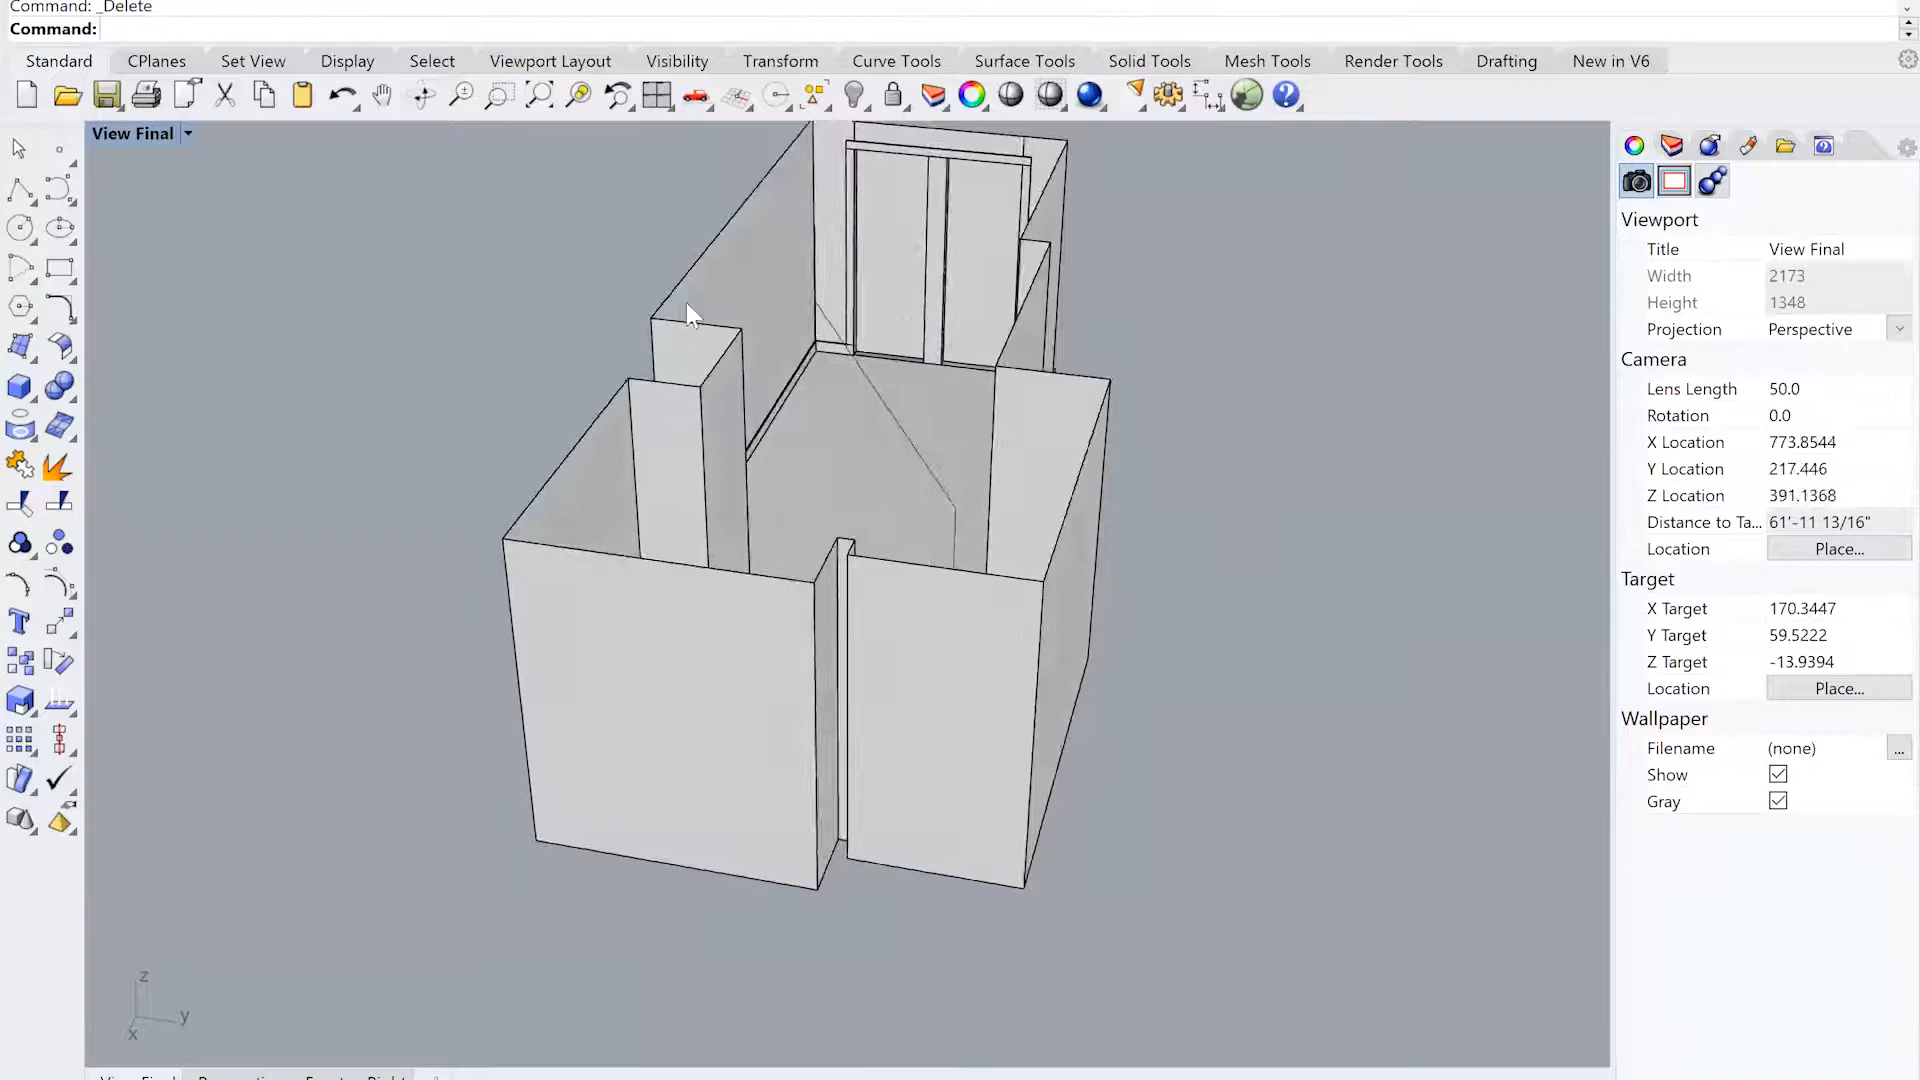 Command: _Delete
Command:
Standard CPlanes Set View Display Select Viewport Layout Visibility Transform Curve Tools Surface Tools Solid Tools Mesh Tools Render Tools Drafting New in V6
View Final
Viewport
Title View Final
Width 2173
Height 1348
Projection Perspective
Camera
Lens Length 50.0
Rotation 0.0
X Location 773.8544
Y Location 217.446
Z Location 391.1368
Distance to Ta... 61'-11 13/16"
Location Place...
Target
X Target 170.3447
Y Target 59.5222
Z Target -13.9394
Location Place...
Wallpaper
Filename (none) ...
Show
Gray
z
y
x